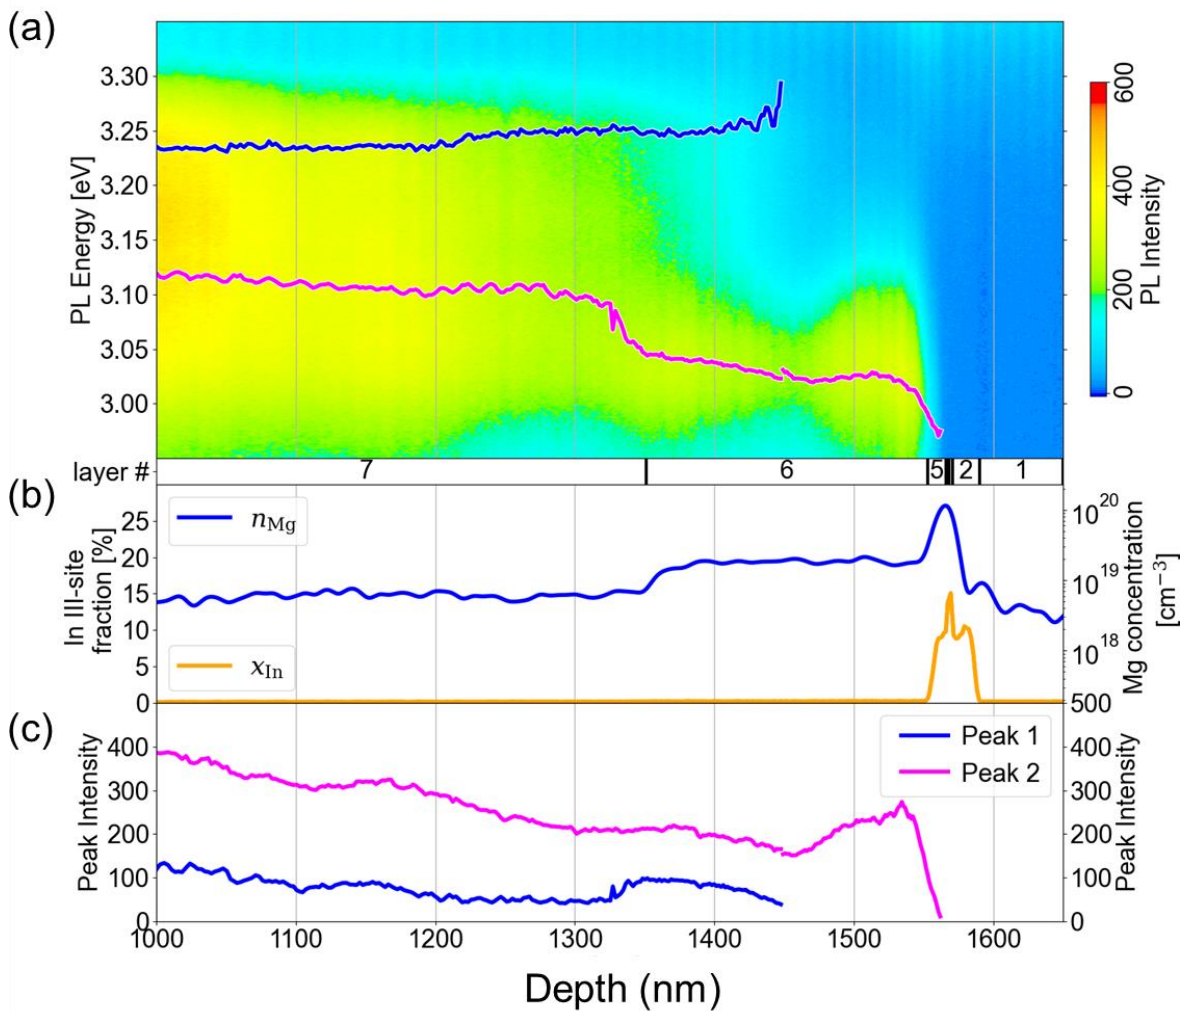 (a)
PL Energy [eV]
3.30
3.25
3.20
3.15
3.10
3.05
3.00
600
400
200
0
PL Intensity
layer # 7 6 5 2 1
(b)
In III-site
fraction [%]
25
20
15
10
5
0
n_Mg
x_In
10^20
10^19
10^18
500
Mg concentration
[cm^-3]
(c)
Peak Intensity
400
300
200
100
0
Peak 1
Peak 2
400
300
200
100
0
Peak Intensity
1000 1100 1200 1300 1400 1500 1600
Depth (nm)